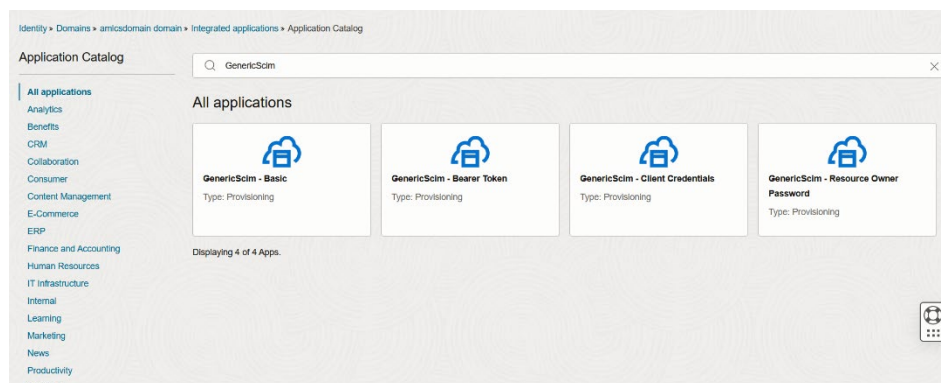 Identity » Domains » amicsdomain domain » Integrated applications » Application Catalog
Application Catalog
GenericScim
All applications
Analytics
Benefits
CRM
Collaboration
Consumer
Content Management
E-Commerce
ERP
Finance and Accounting
Human Resources
IT Infrastructure
Internal
Learning
Marketing
News
Productivity
All applications
GenericScim - Basic
Type: Provisioning
GenericScim - Bearer Token
Type: Provisioning
GenericScim - Client Credentials
Type: Provisioning
GenericScim - Resource Owner
Password
Type: Provisioning
Displaying 4 of 4 Apps.